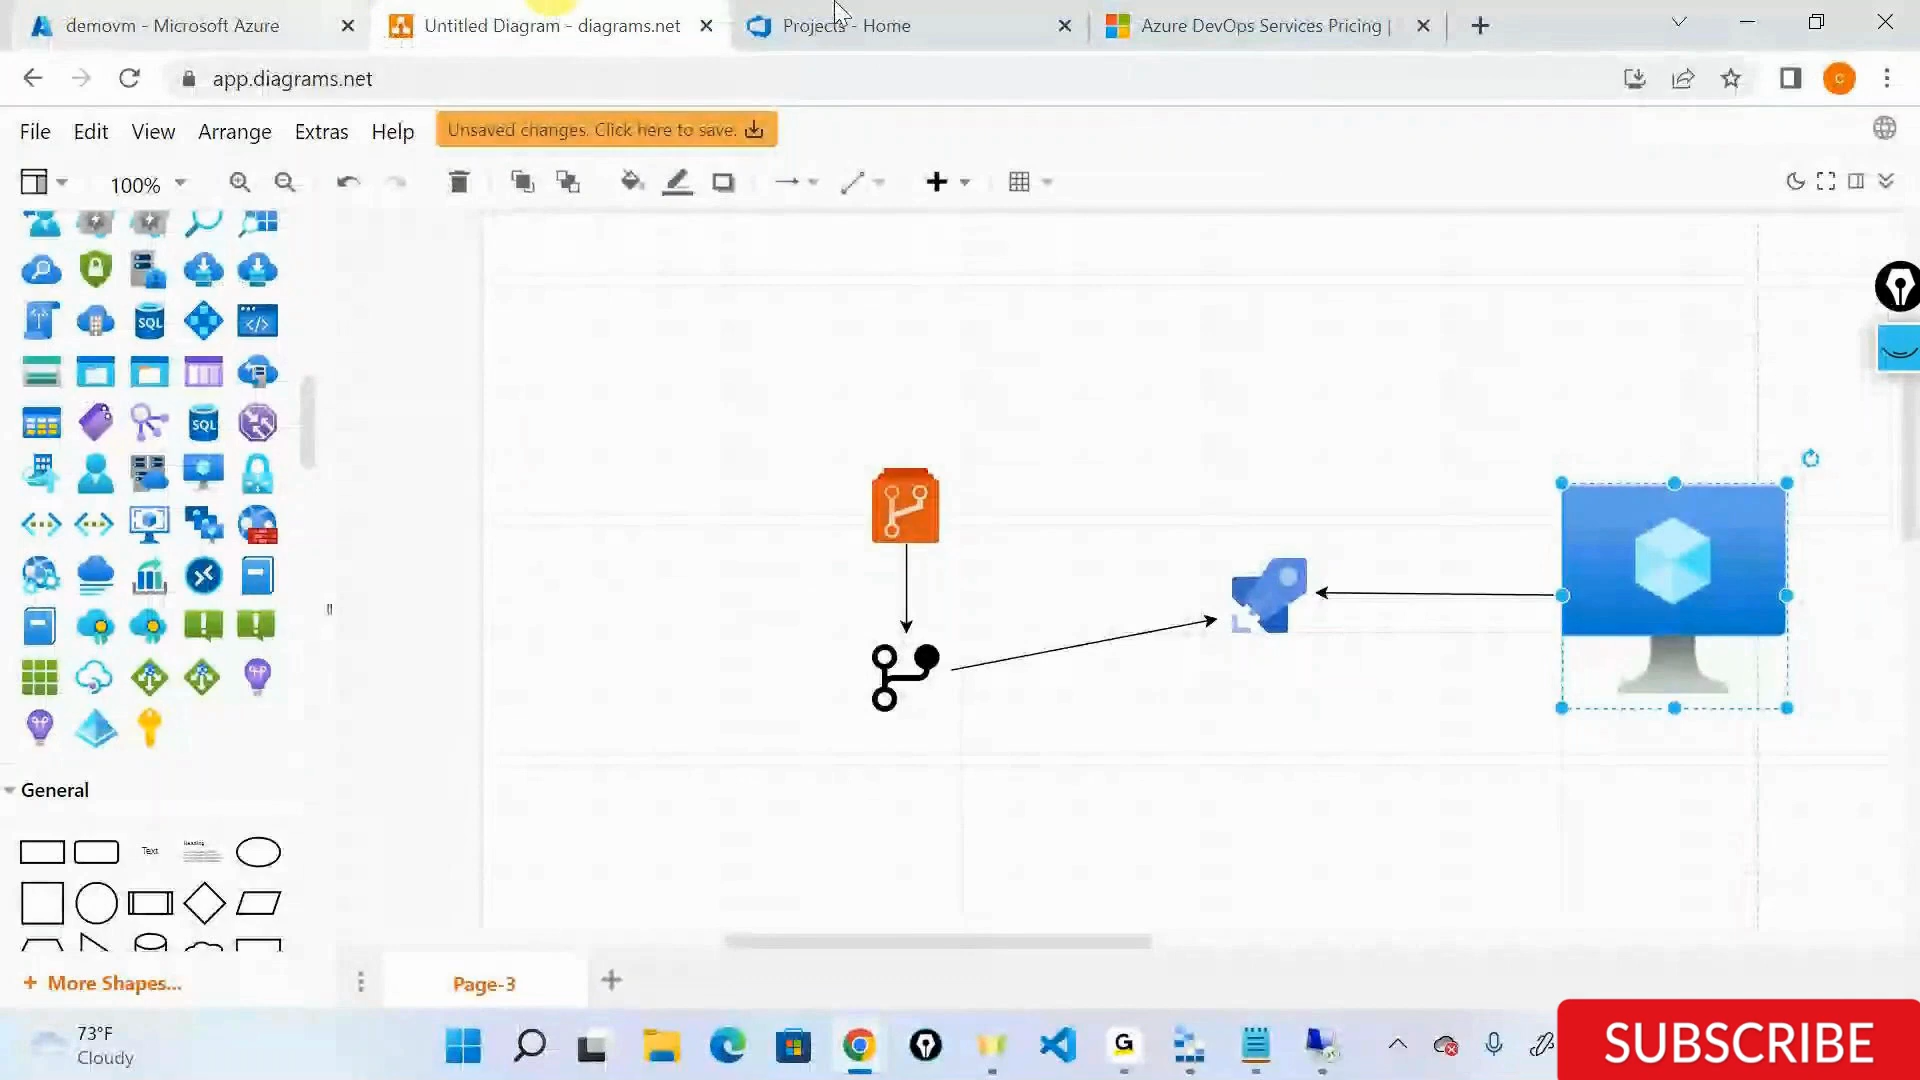 demovm - Microsoft Azure
Untitled Diagram - diagrams.net
Projects - Home
Azure DevOps Services Pricing |
app.diagrams.net
File Edit View Arrange Extras Help
Unsaved changes. Click here to save.
100%
SQL
SQL
General
Text
Heading
+ More Shapes...
Page-3
73°F
Cloudy
SUBSCRIBE